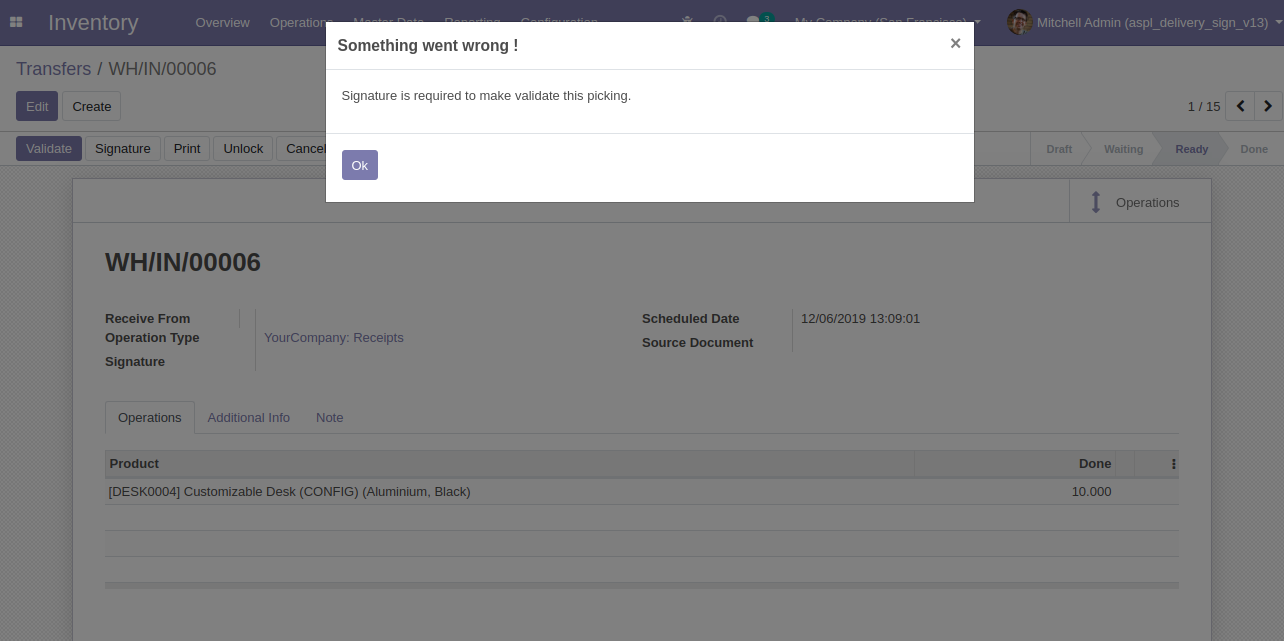 Inventory Overview Operations Master Data Reporting Configuration 3 My Company (San Francisco) Mitchell Admin (aspl_delivery_sign_v13)
Something went wrong ! ×
Transfers / WH/IN/00006
Signature is required to make validate this picking.
Edit Create 1 / 15
Validate Signature Print Unlock Cancel Draft Waiting Ready Done
Ok
Operations
WH/IN/00006
Receive From Scheduled Date 12/06/2019 13:09:01
Operation Type YourCompany: Receipts
Source Document
Signature
Operations Additional Info Note
Product Done
[DESK0004] Customizable Desk (CONFIG) (Aluminium, Black) 10.000